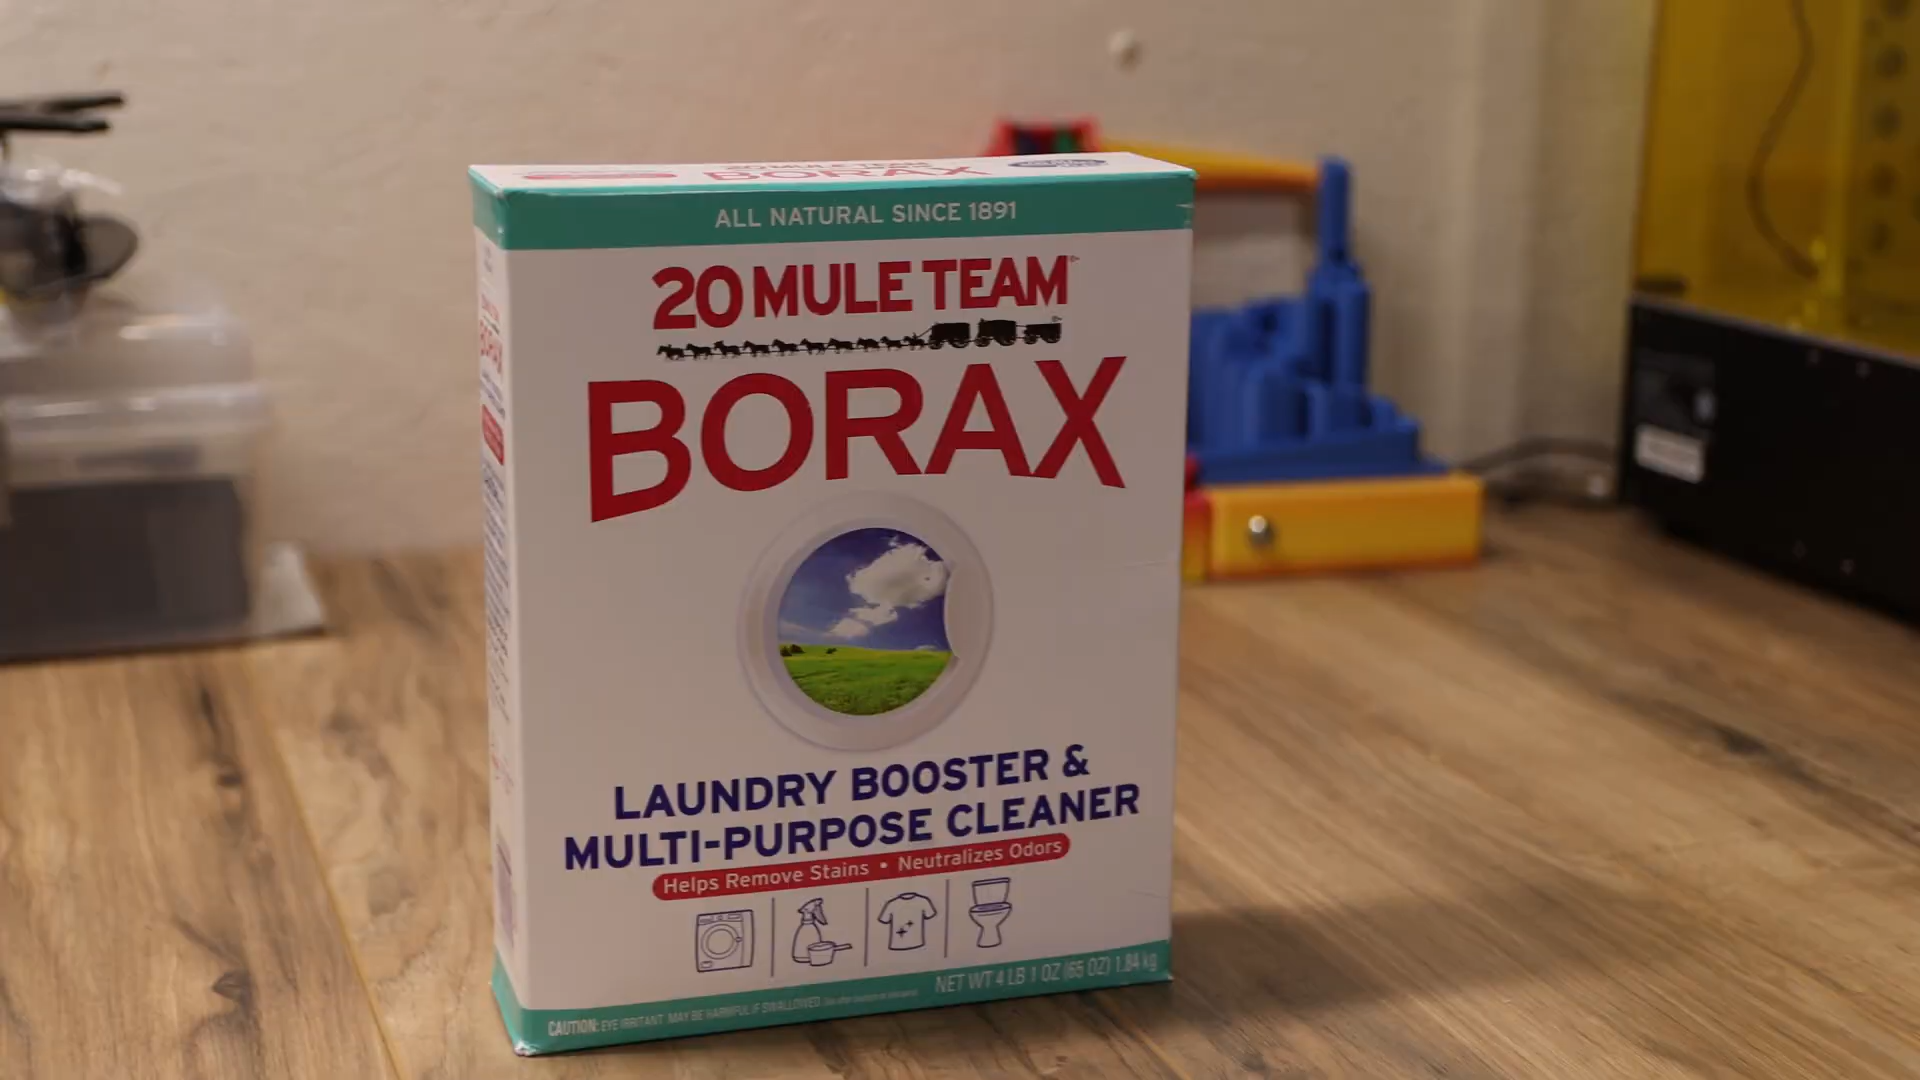 20 MULE TEAM
BORAX
ALL NATURAL SINCE 1891
20 MULE TEAM
BORAX
BORAX
LAUNDRY BOOSTER &
MULTI-PURPOSE CLEANER
Helps Remove Stains • Neutralizes Odors
NET WT 4 LB 1 OZ (65 OZ) 1.84 kg
CAUTION: EYE IRRITANT. MAY BE HARMFUL IF SWALLOWED.